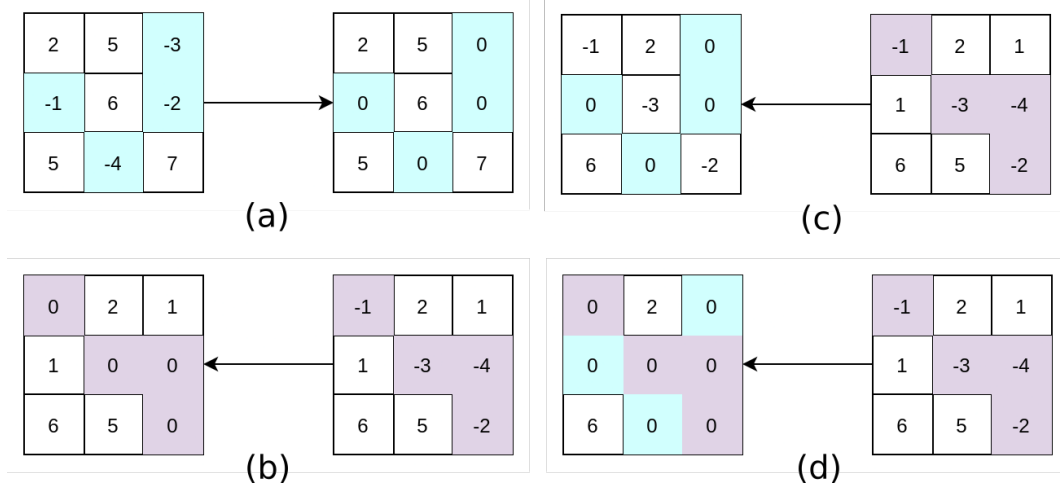 2 5 -3
-1 6 -2
5 -4 7
2 5 0
0 6 0
5 0 7
(a)
-1 2 0
0 -3 0
6 0 -2
-1 2 1
1 -3 -4
6 5 -2
(c)
0 2 1
1 0 0
6 5 0
-1 2 1
1 -3 -4
6 5 -2
(b)
0 2 0
0 0 0
6 0 0
-1 2 1
1 -3 -4
6 5 -2
(d)